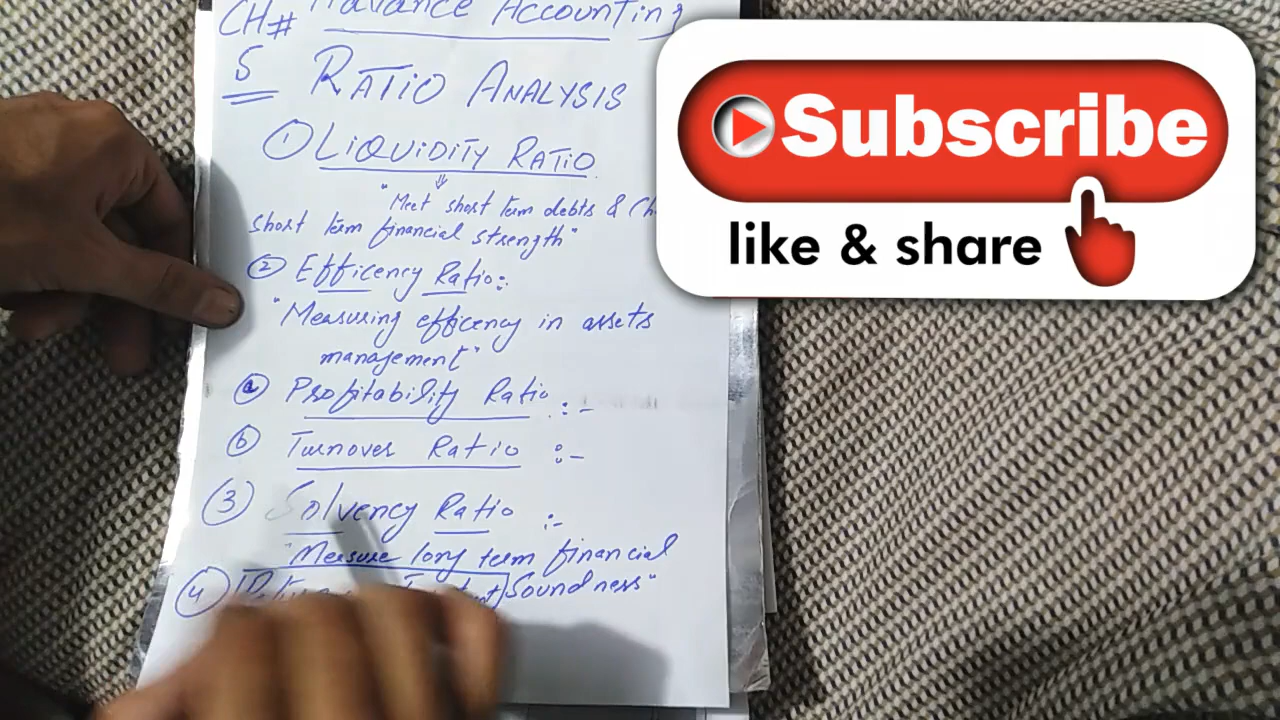 CH# Advance Accounting
5 RATIO ANALYSIS
① LIQUIDITY RATIO
"Meet short term debts &
short term financial strength"
② Efficency Ratio:.
"Measuring efficency in assets
management"
ⓐ Profitability Ratio :-
ⓑ Turnover Ratio :-
③ Solvency Ratio :-
"Measure long term financial
Soundness"
④
Subscribe
like & share